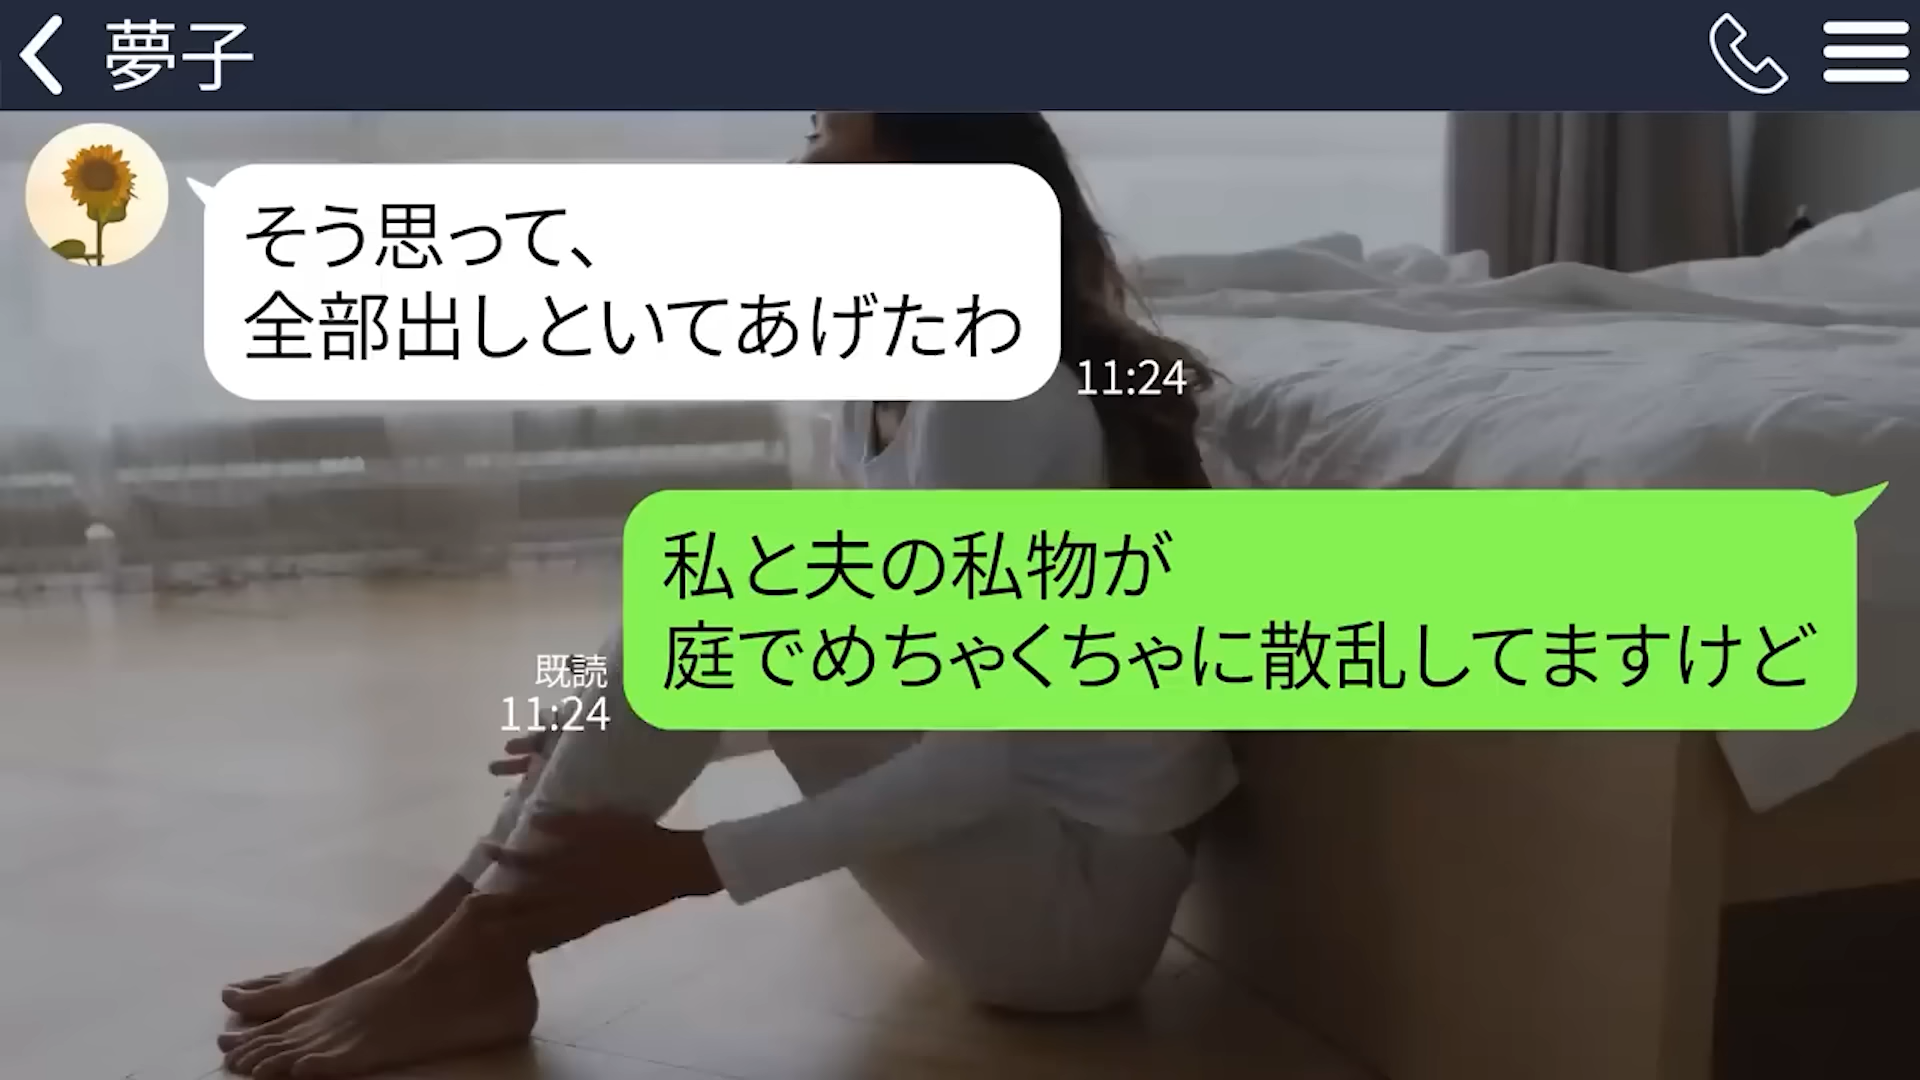 夢子
そう思って、
全部出しといてあげたわ
11:24
私と夫の私物が
庭でめちゃくちゃに散乱してますけど
既読
11:24